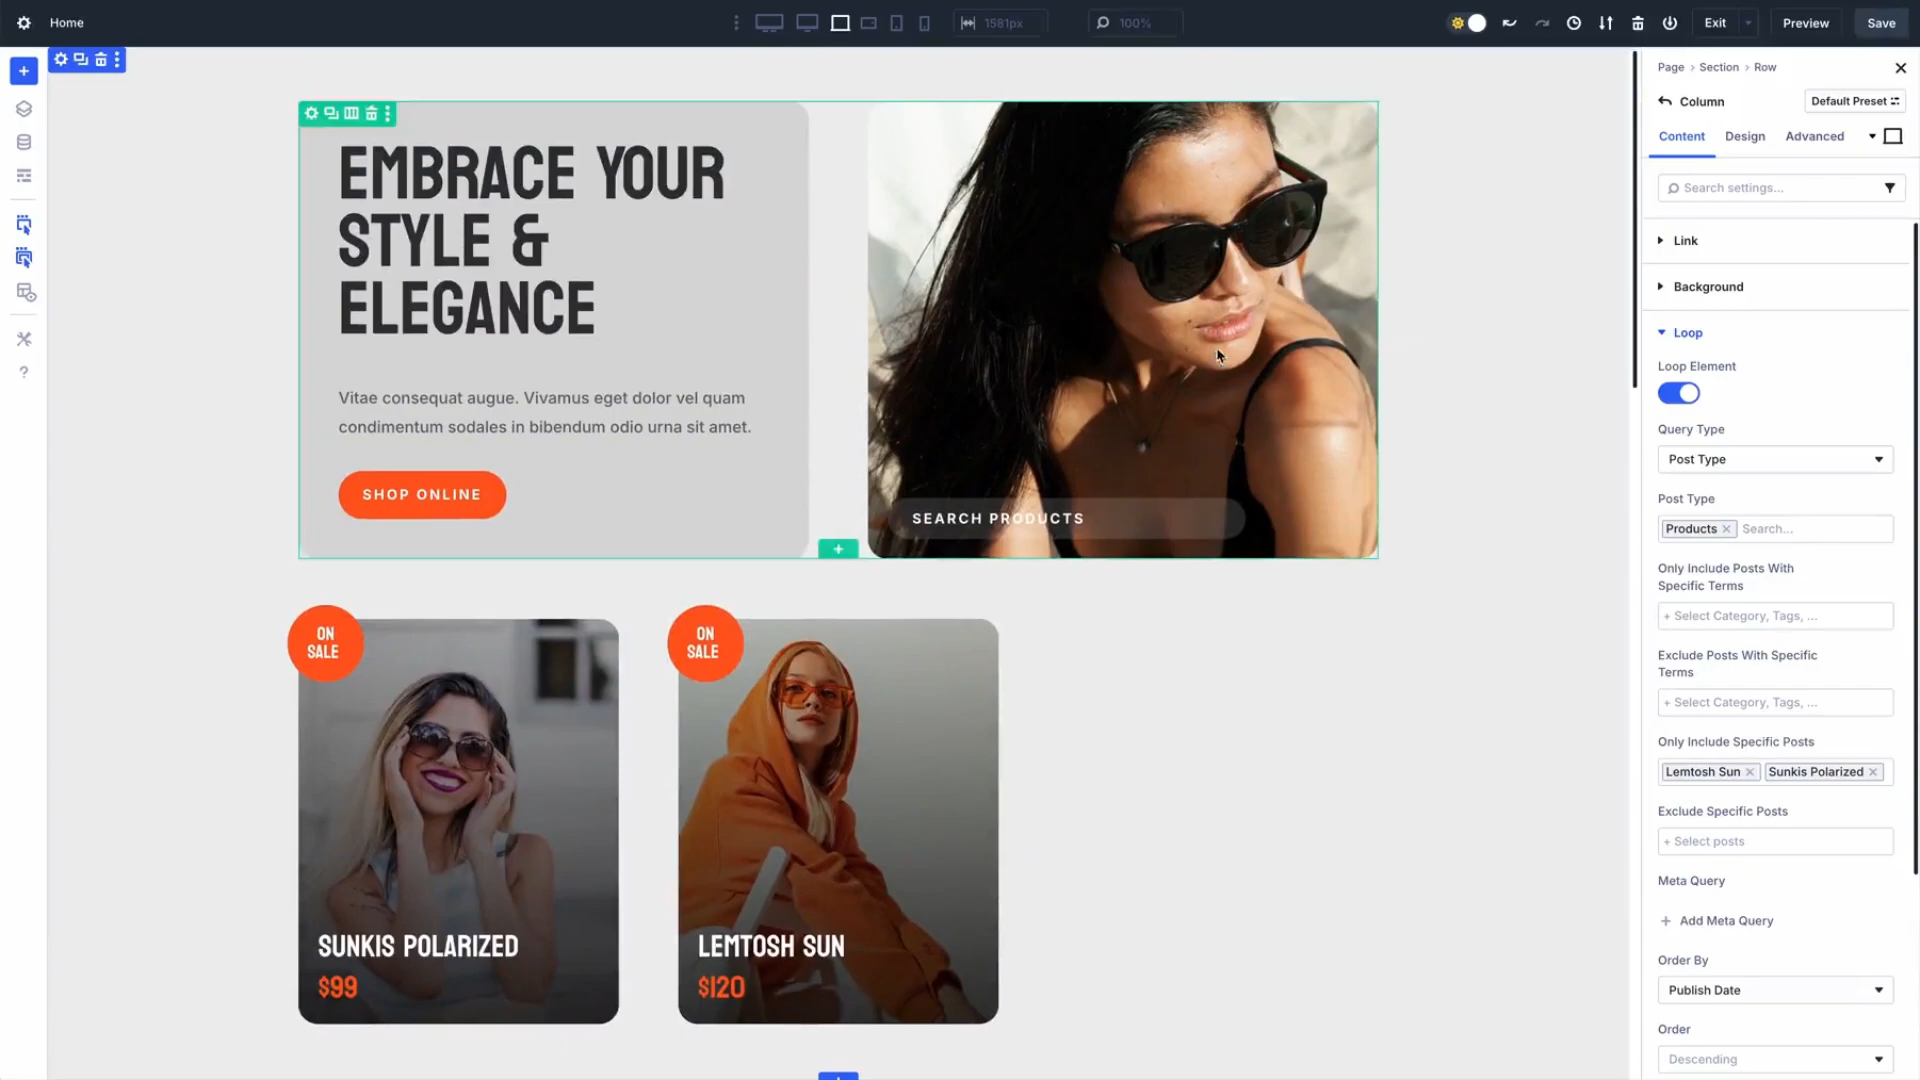 Home
1581px
100%
Exit
Preview
Save
Page > Section > Row
Column
Default Preset
Content
Design
Advanced
Search settings...
Link
Background
Loop
Loop Element
Query Type
Post Type
Post Type
Products
Search...
Only Include Posts With
Specific Terms
+ Select Category, Tags, ...
Exclude Posts With Specific
Terms
+ Select Category, Tags, ...
Only Include Specific Posts
Lemtosh Sun
Sunkis Polarized
Exclude Specific Posts
+ Select posts
Meta Query
+ Add Meta Query
Order By
Publish Date
Order
Descending
EMBRACE YOUR
STYLE &
ELEGANCE
Vitae consequat augue. Vivamus eget dolor vel quam
condimentum sodales in bibendum odio urna sit amet.
SHOP ONLINE
SEARCH PRODUCTS
ON
SALE
SUNKIS POLARIZED
$99
ON
SALE
LEMTOSH SUN
$120